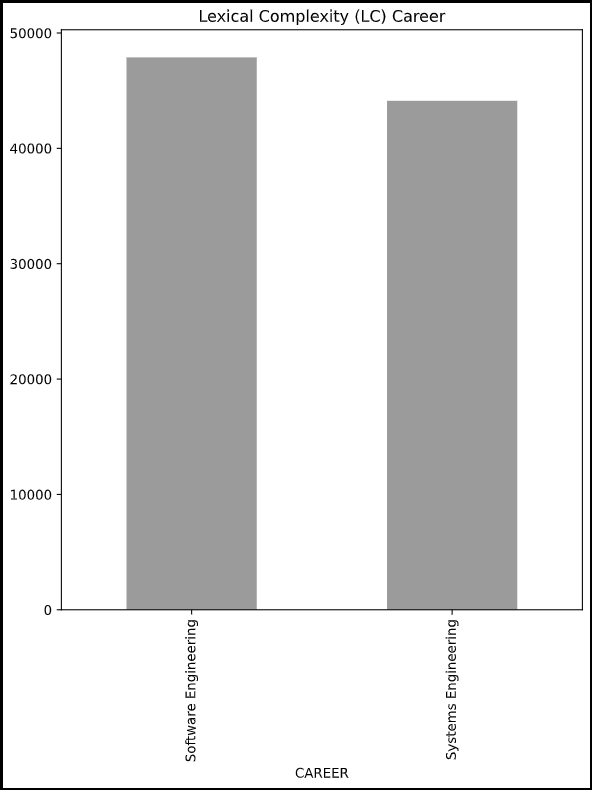 Lexical Complexity (LC) Career
50000
40000
30000
20000
10000
0
Software Engineering
Systems Engineering
CAREER